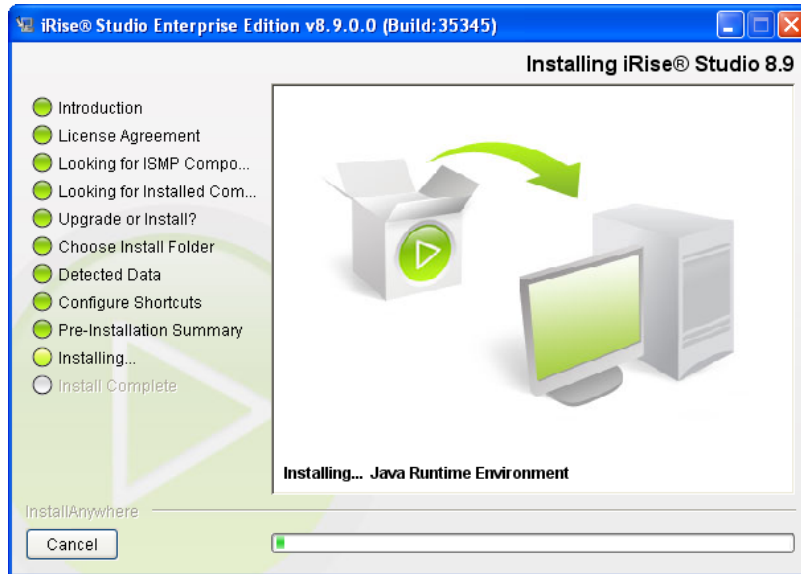 iRise® Studio Enterprise Edition v8.9.0.0 (Build:35345)
Installing iRise® Studio 8.9
Introduction
License Agreement
Looking for ISMP Compo...
Looking for Installed Com...
Upgrade or Install?
Choose Install Folder
Detected Data
Configure Shortcuts
Pre-Installation Summary
Installing...
Install Complete
Installing... Java Runtime Environment
InstallAnywhere
Cancel